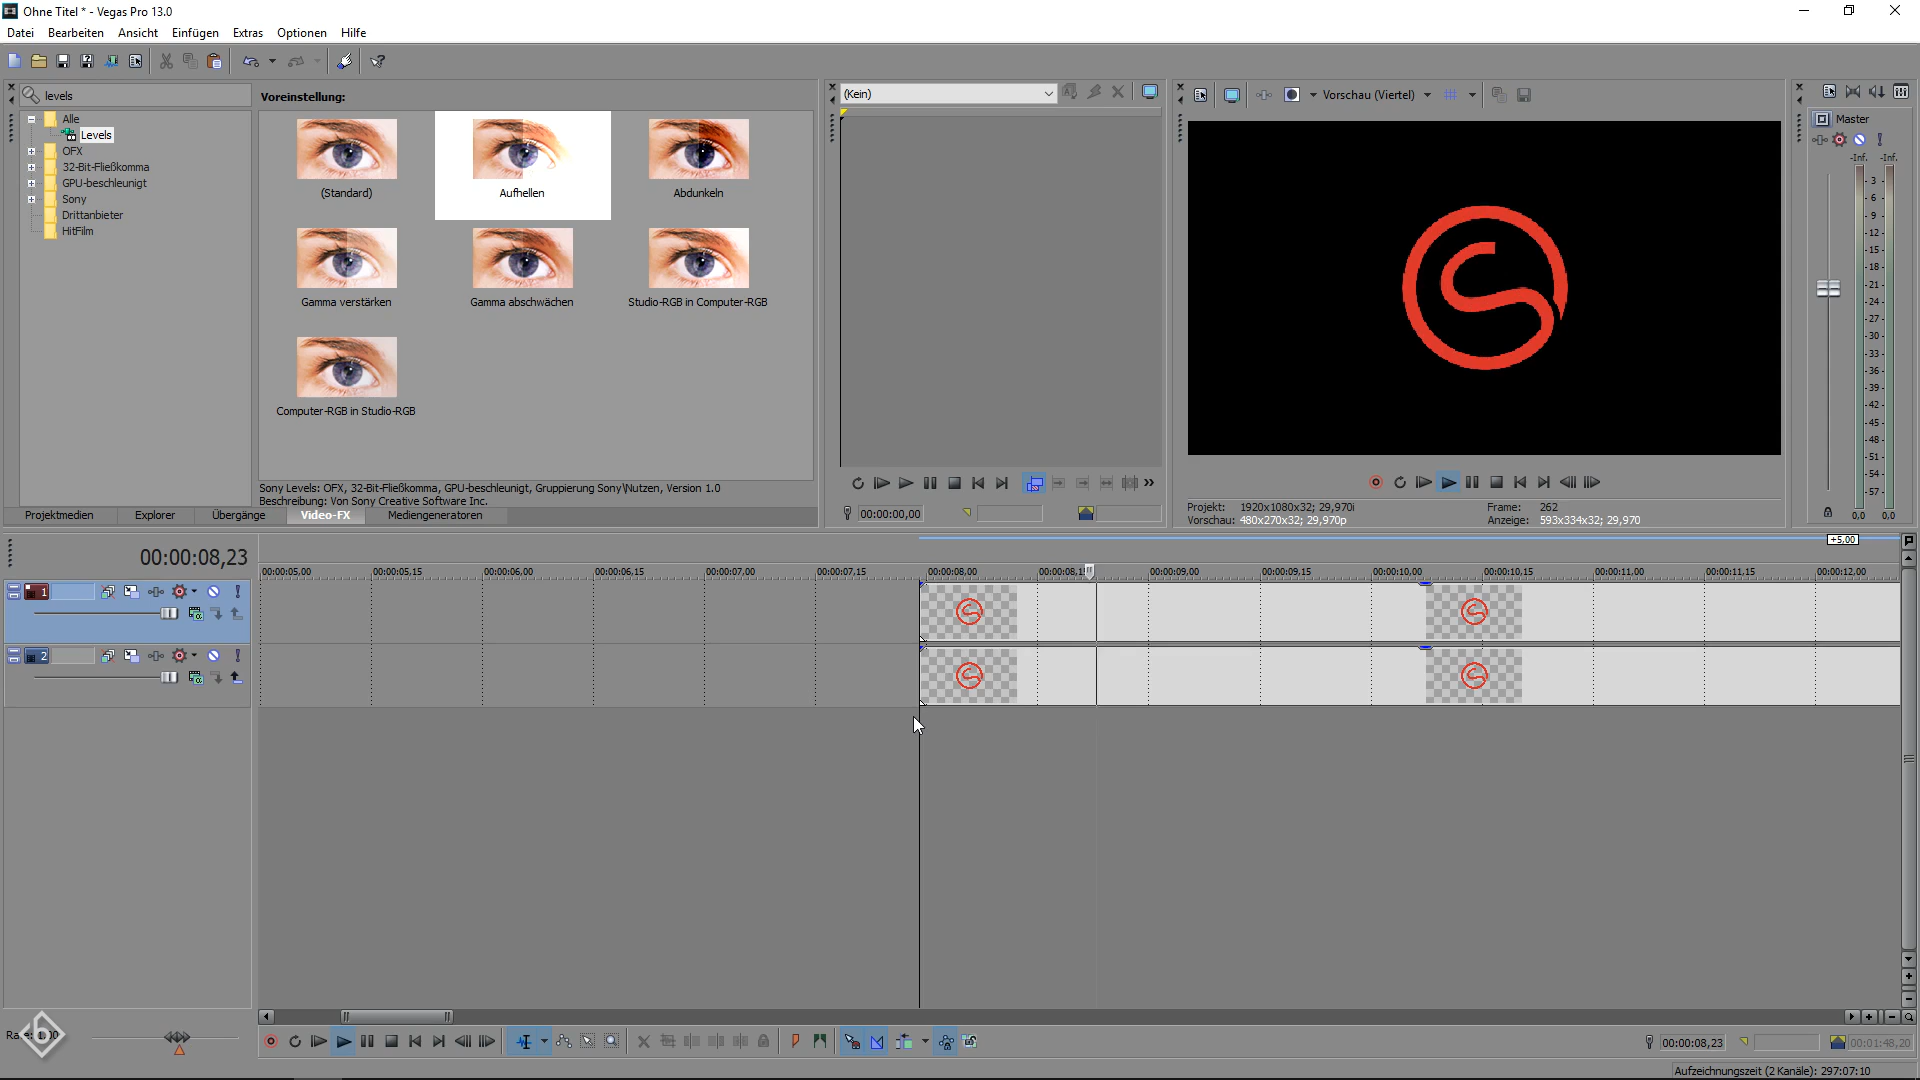 Ohne Titel * - Vegas Pro 13.0
Datei Bearbeiten Ansicht Einfügen Extras Optionen Hilfe
levels
Alle
Levels
OFX
32-Bit-Fließkomma
GPU-beschleunigt
Sony
Drittanbieter
HitFilm
Voreinstellung:
(Standard) Aufhellen Abdunkeln
Gamma verstärken Gamma abschwächen Studio-RGB in Computer-RGB
Computer-RGB in Studio-RGB
Sony Levels: OFX, 32-Bit-Fließkomma, GPU-beschleunigt, Gruppierung Sony\Nutzen, Version 1.0
Beschreibung: Von Sony Creative Software Inc.
Projektmedien Explorer Übergänge Video-FX Mediengeneratoren
(Kein)
00:00:00,00
Vorschau (Viertel)
Projekt: 1920x1080x32; 29,970i Frame: 262
Vorschau: 480x270x32; 29,970p Anzeige: 593x334x32; 29,970
Master
-Inf. -Inf.
- 3 -
- 6 -
- 9 -
-12-
-15-
-18-
-21-
-24-
-27-
-30-
-33-
-36-
-39-
-42-
-45-
-48-
-51-
-54-
-57-
0,0 0,0
00:00:08,23
+5,00
00:00:05,00 00:00:05,15 00:00:06,00 00:00:06,15 00:00:07,00 00:00:07,15 00:00:08,00 00:00:08,1 00:00:09,00 00:00:09,15 00:00:10,00 00:00:10,15 00:00:11,00 00:00:11,15 00:00:12,00
1
2
1,00
00:00:08,23 00:01:48,20
Aufzeichnungszeit (2 Kanäle): 297:07:10